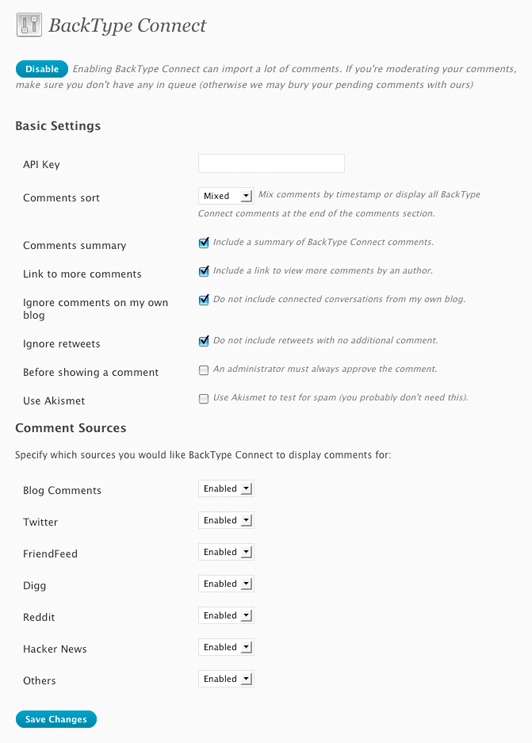 BackType Connect
Disable Enabling BackType Connect can import a lot of comments. If you're moderating your comments,
make sure you don't have any in queue (otherwise we may bury your pending comments with ours)
Basic Settings
API Key
Comments sort Mixed Mix comments by timestamp or display all BackType
Connect comments at the end of the comments section.
Comments summary Include a summary of BackType Connect comments.
Link to more comments Include a link to view more comments by an author.
Ignore comments on my own Do not include connected conversations from my own blog.
blog
Ignore retweets Do not include retweets with no additional comment.
Before showing a comment An administrator must always approve the comment.
Use Akismet Use Akismet to test for spam (you probably don't need this).
Comment Sources
Specify which sources you would like BackType Connect to display comments for:
Blog Comments Enabled
Twitter Enabled
FriendFeed Enabled
Digg Enabled
Reddit Enabled
Hacker News Enabled
Others Enabled
Save Changes